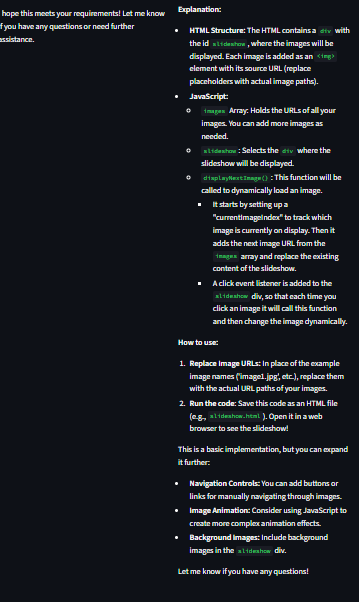 hope this meets your requirements! Let me know
f you have any questions or need further
assistance.
Explanation:
HTML Structure: The HTML contains a div with
the id slideshow, where the images will be
displayed. Each image is added as an <img>
element with its source URL (replace
placeholders with actual image paths).
JavaScript:
images Array: Holds the URLs of all your
images. You can add more images as
needed.
slideshow: Selects the div where the
slideshow will be displayed.
displayNextImage(): This function will be
called to dynamically load an image.
It starts by setting up a
"currentImageIndex" to track which
image is currently on display. Then it
adds the next image URL from the
images array and replace the existing
content of the slideshow.
A click event listener is added to the
slideshow div, so that each time you
click an image it will call this function
and then change the image dynamically.
How to use:
1. Replace Image URLs: In place of the example
image names ('image1.jpg', etc.), replace them
with the actual URL paths of your images.
2. Run the code: Save this code as an HTML file
(e.g., slideshow.html). Open it in a web
browser to see the slideshow!
This is a basic implementation, but you can expand
it further:
Navigation Controls: You can add buttons or
links for manually navigating through images.
Image Animation: Consider using JavaScript to
create more complex animation effects.
Background Images: Include background
images in the slideshow div.
Let me know if you have any questions!